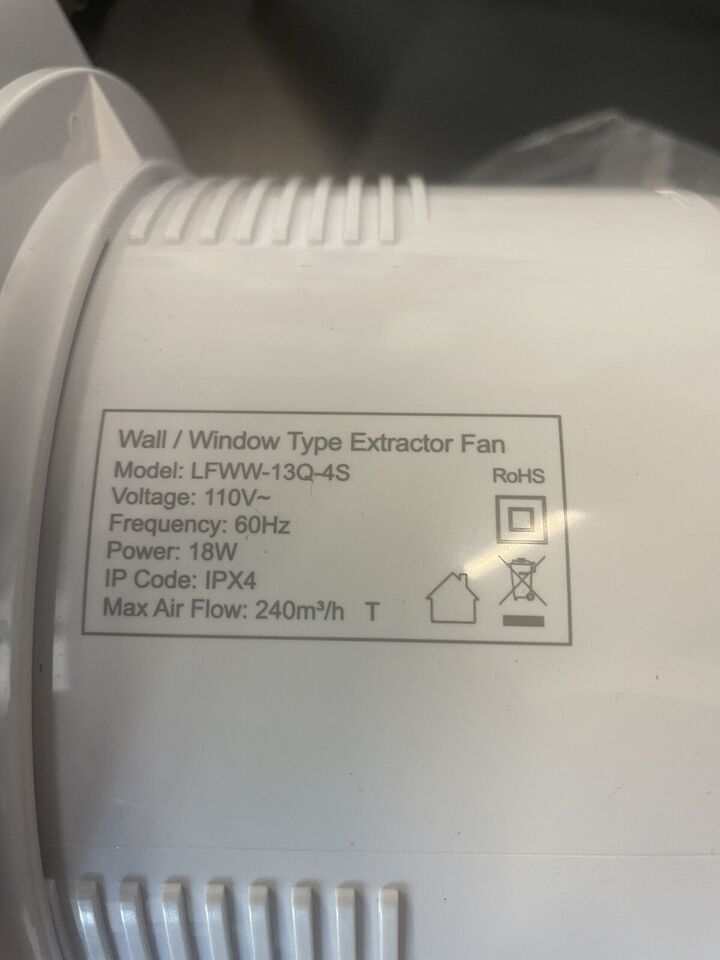 Wall / Window Type Extractor Fan
Model: LFWW-13Q-4S
Voltage: 110V~
Frequency: 60Hz
Power: 18W
IP Code: IPX4
Max Air Flow: 240m³/h T
RoHS